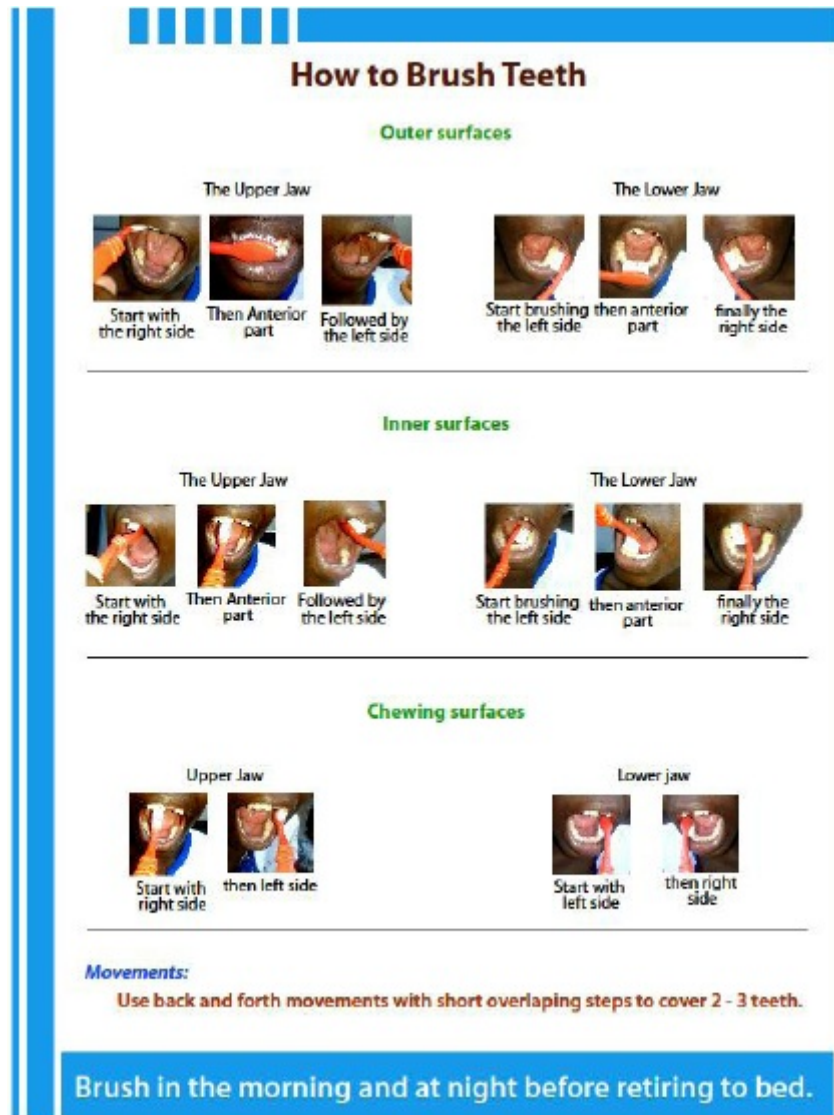 How to Brush Teeth
Outer surfaces
The Upper Jaw
Start with
the right side
Then Anterior
part
Followed by
the left side
The Lower Jaw
Start brushing
the left side
then anterior
part
finally the
right side
Inner surfaces
The Upper Jaw
Start with
the right side
Then Anterior
part
Followed by
the left side
The Lower Jaw
Start brushing
the left side
then anterior
part
finally the
right side
Chewing surfaces
Upper Jaw
Start with
right side
then left side
Lower jaw
Start with
left side
then right
side
Movements:
Use back and forth movements with short overlaping steps to cover 2 - 3 teeth.
Brush in the morning and at night before retiring to bed.